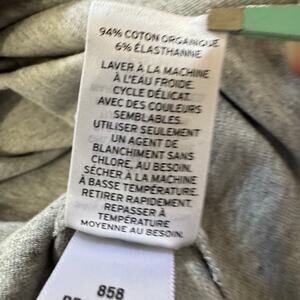 94% COTON ORGANIQUE
6% ÉLASTHANNE
LAVER À LA MACHINE
À L'EAU FROIDE.
CYCLE DÉLICAT.
AVEC DES COULEURS
SEMBLABLES.
UTILISER SEULEMENT
UN AGENT DE
BLANCHIMENT SANS
CHLORE, AU BESOIN.
SÉCHER À LA MACHINE
À BASSE TEMPÉRATURE.
RETIRER RAPIDEMENT.
REPASSER À
TEMPÉRATURE
MOYENNE AU BESOIN.
858